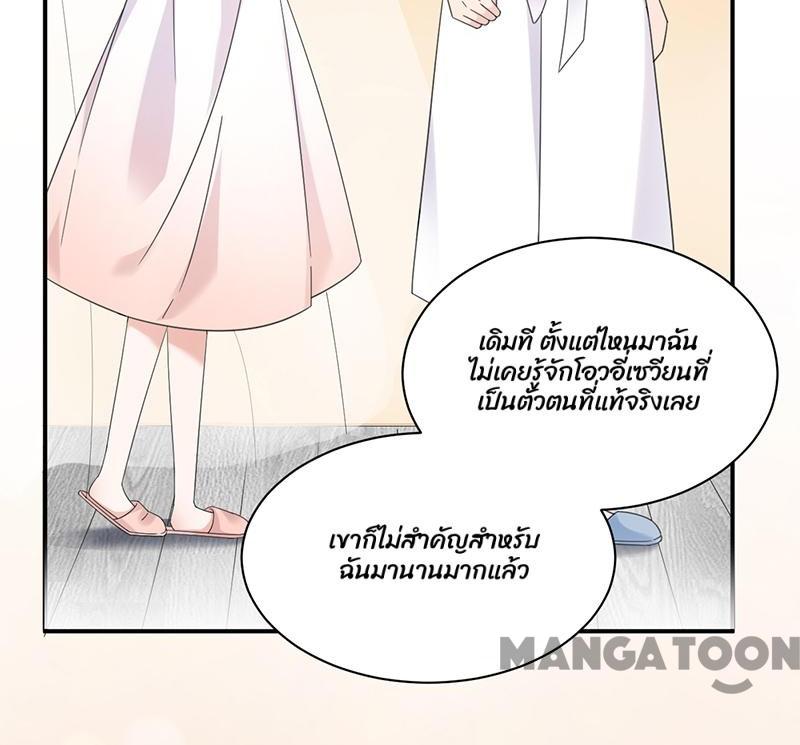 เดิมที ตั้งแต่ไหนมาฉัน
ไม่เคยรู้จักโอวอี่เซวียนที่
เป็นตัวตนที่แท้จริงเลย
เขาก็ไม่สำคัญสำหรับ
ฉันมานานมากแล้ว
MANGATOON